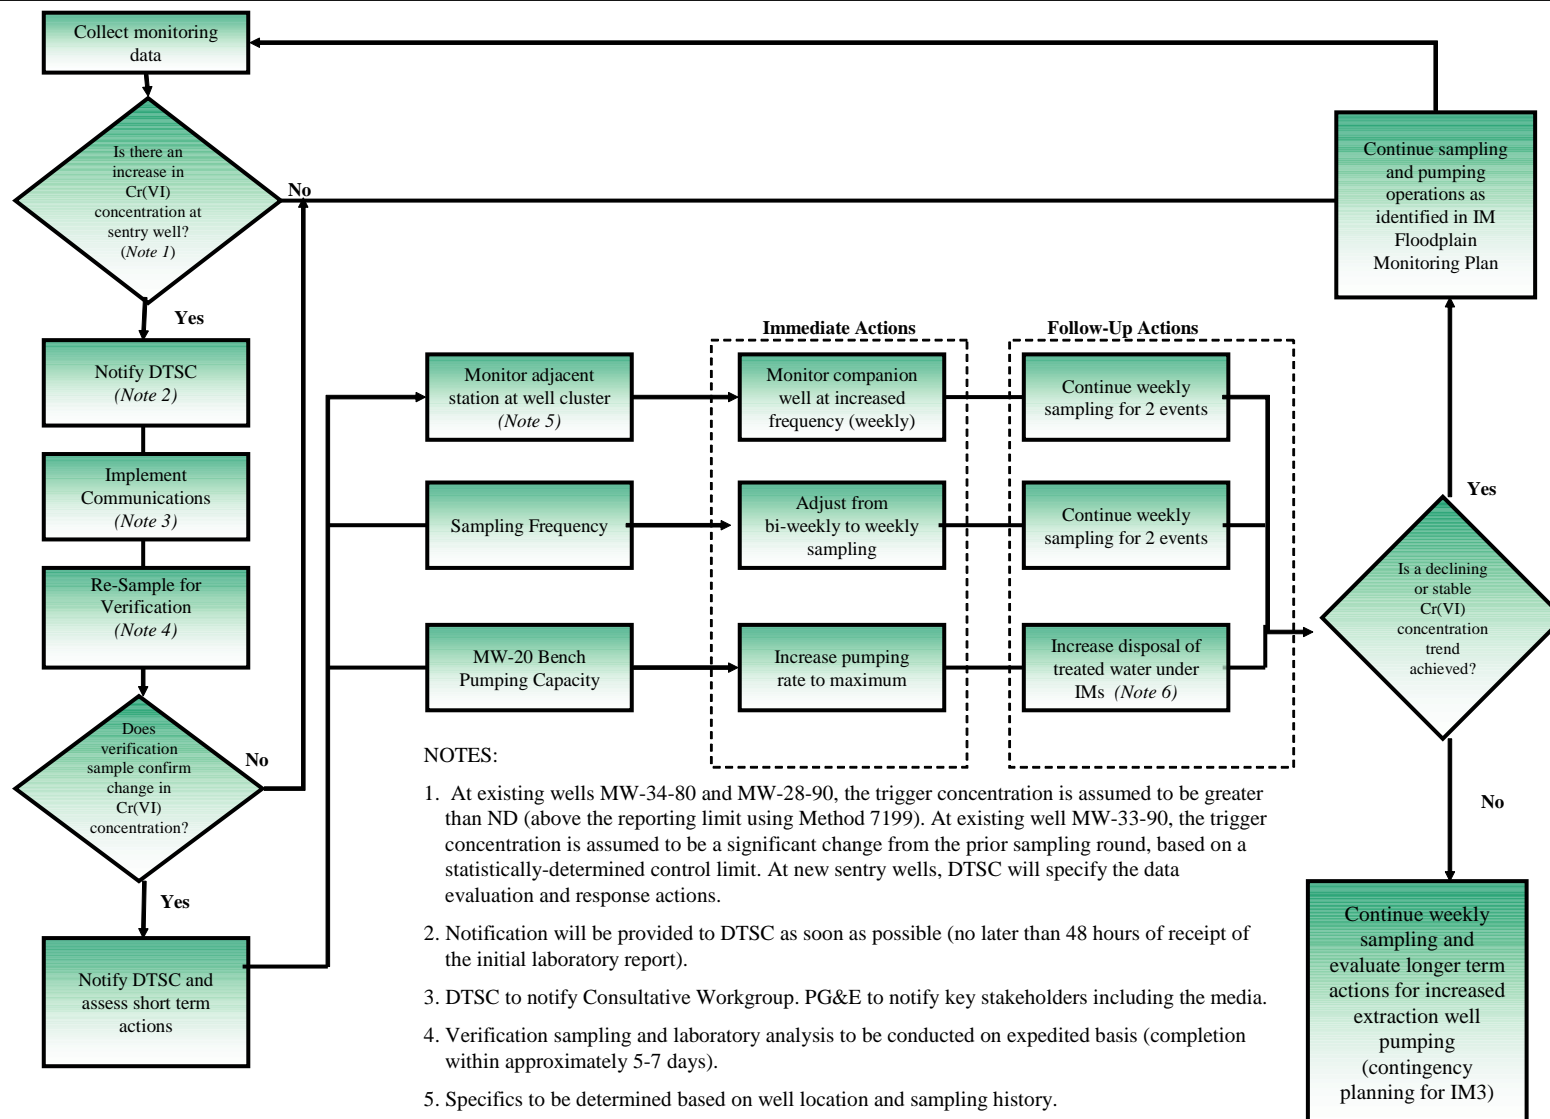 Collect monitoring
data
Is there an
increase in
Cr(VI)
concentration at
sentry well?
(Note 1)
No
Yes
Notify DTSC
(Note 2)
Implement
Communications
(Note 3)
Re-Sample for
Verification
(Note 4)
Does
verification
sample confirm
change in
Cr(VI)
concentration?
No
Yes
Notify DTSC and
assess short term
actions
Monitor adjacent
station at well cluster
(Note 5)
Sampling Frequency
MW-20 Bench
Pumping Capacity
Immediate Actions
Monitor companion
well at increased
frequency (weekly)
Adjust from
bi-weekly to weekly
sampling
Increase pumping
rate to maximum
Follow-Up Actions
Continue weekly
sampling for 2 events
Continue weekly
sampling for 2 events
Increase disposal of
treated water under
IMs (Note 6)
Continue sampling
and pumping
operations as
identified in IM
Floodplain
Monitoring Plan
Yes
Is a declining
or stable
Cr(VI)
concentration
trend
achieved?
No
Continue weekly
sampling and
evaluate longer term
actions for increased
extraction well
pumping
(contingency
planning for IM3)
NOTES:
1. At existing wells MW-34-80 and MW-28-90, the trigger concentration is assumed to be greater
than ND (above the reporting limit using Method 7199). At existing well MW-33-90, the trigger
concentration is assumed to be a significant change from the prior sampling round, based on a
statistically-determined control limit. At new sentry wells, DTSC will specify the data
evaluation and response actions.
2. Notification will be provided to DTSC as soon as possible (no later than 48 hours of receipt of
the initial laboratory report).
3. DTSC to notify Consultative Workgroup. PG&E to notify key stakeholders including the media.
4. Verification sampling and laboratory analysis to be conducted on expedited basis (completion
within approximately 5-7 days).
5. Specifics to be determined based on well location and sampling history.